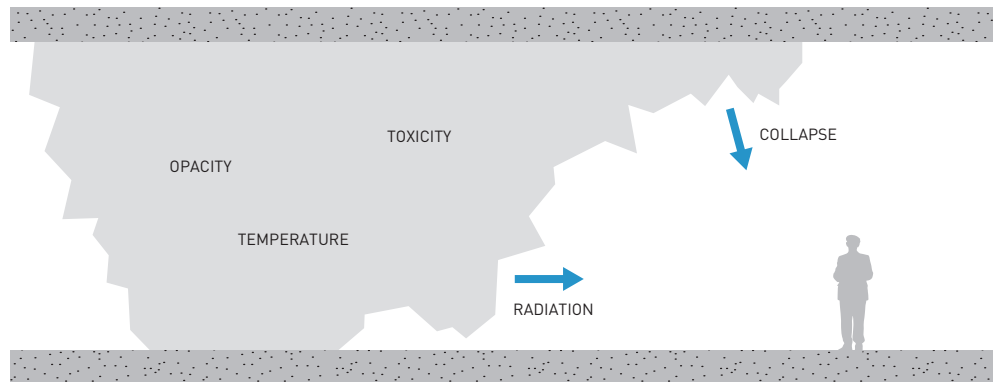 TOXICITY
COLLAPSE
OPACITY
TEMPERATURE
RADIATION